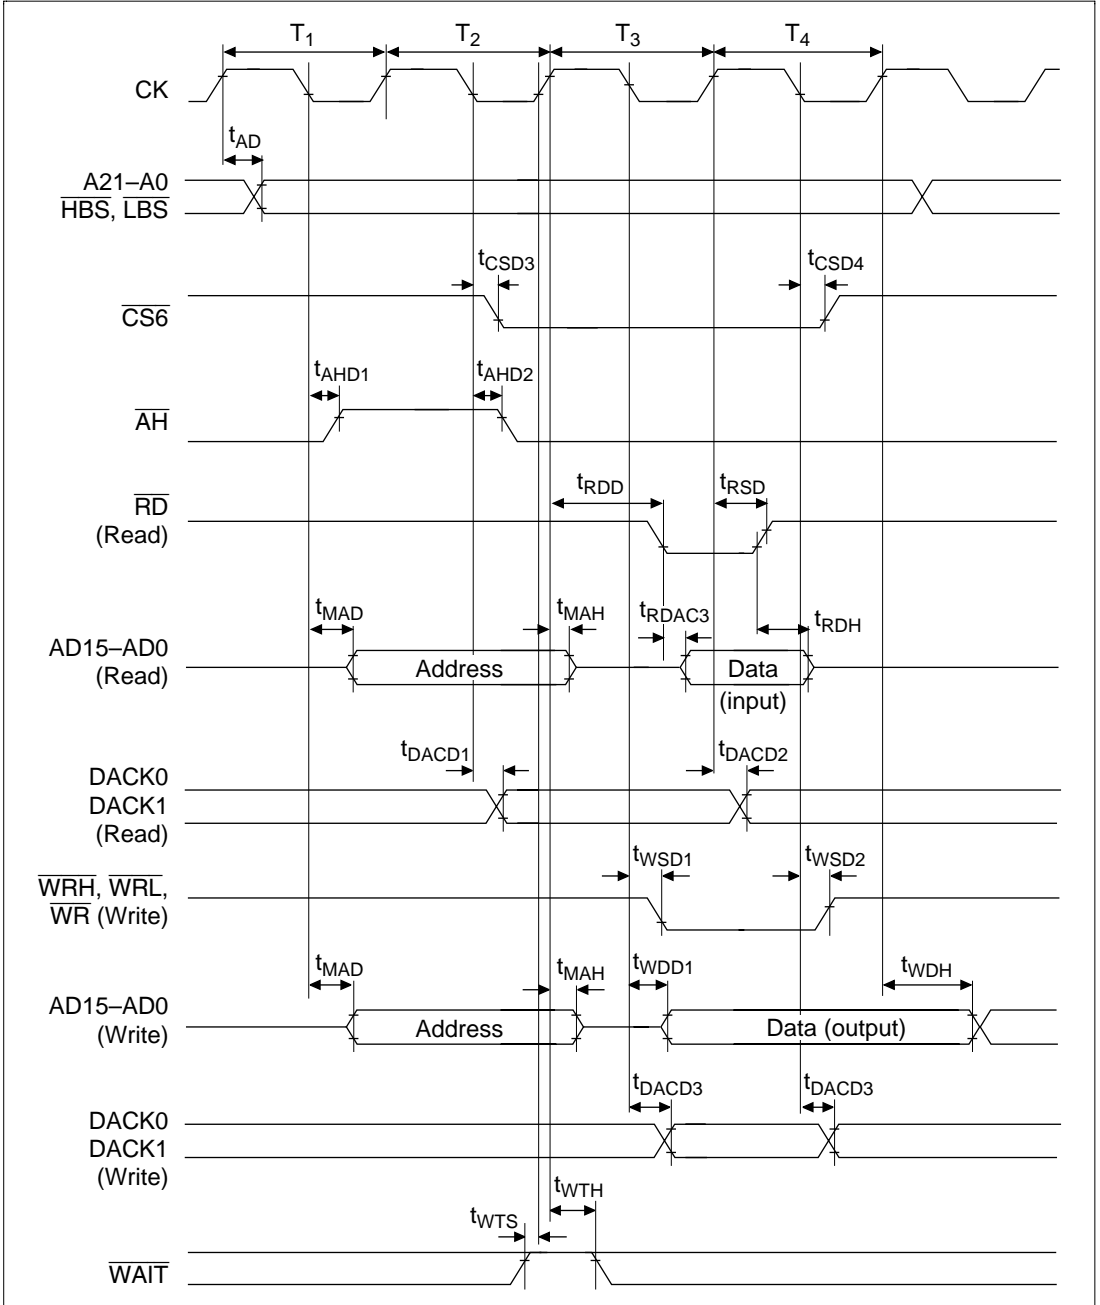 T1 T2 T3 T4
CK
tAD
A21–A0
HBS, LBS
tCSD3 tCSD4
CS6
tAHD1 tAHD2
AH
tRDD tRSD
RD
(Read)
tMAD tMAH tRDAC3 tRDH
AD15–AD0
(Read)
Address Data
(input)
tDACD1 tDACD2
DACK0
DACK1
(Read)
tWSD1 tWSD2
WRH, WRL,
WR (Write)
tMAD tMAH tWDD1 tWDH
AD15–AD0
(Write)
Address Data (output)
tDACD3 tDACD3
DACK0
DACK1
(Write)
tWTH
tWTS
WAIT